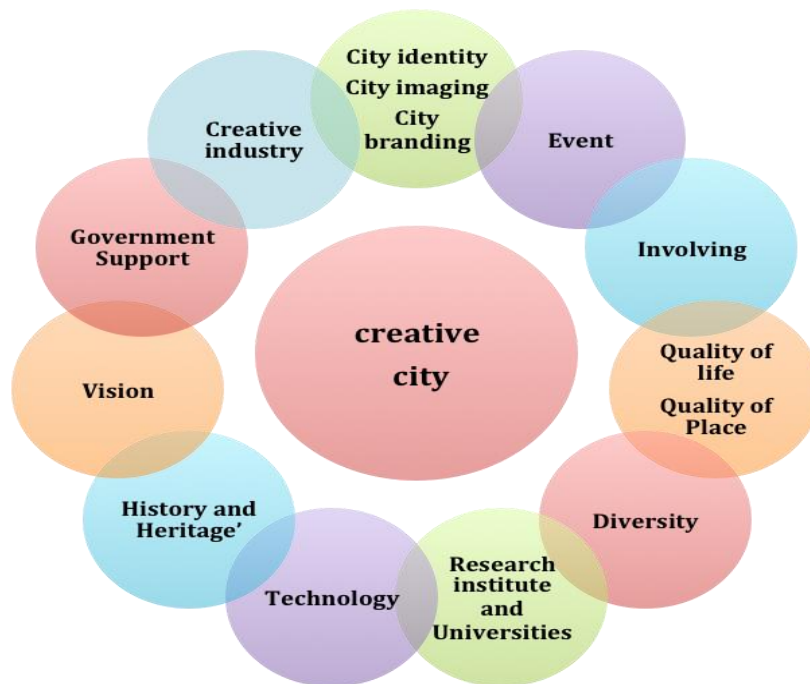 City identity
City imaging
City
branding
Event
Involving
Quality of
life
Quality of
Place
Diversity
Research
institute
and
Universities
Technology
History and
Heritage’
Vision
Government
Support
Creative
industry
creative
city